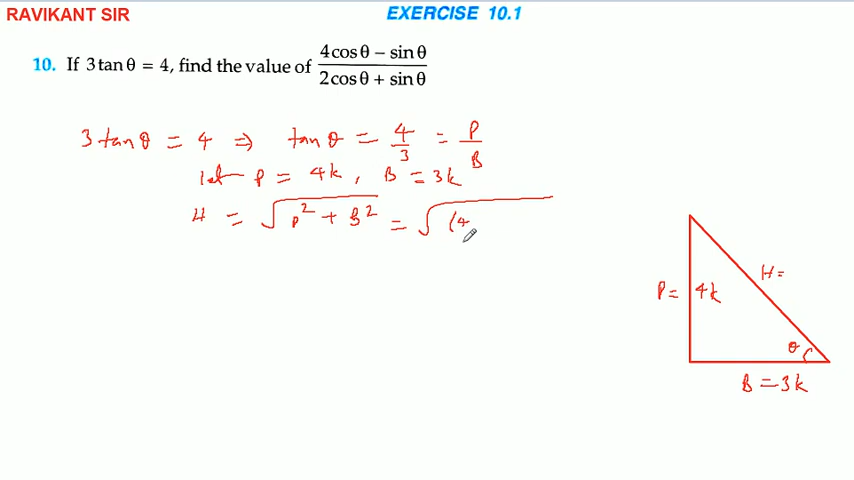 RAVIKANT SIR
EXERCISE 10.1
10. If 3 tan θ = 4, find the value of (4 cos θ − sin θ)/(2 cos θ + sin θ)
3 tan θ = 4 ⇒ tan θ = 4/3 = P/B
let P = 4k, B = 3k
H = √(P² + B²) = √(4
H =
P = 4k
θ
B = 3k